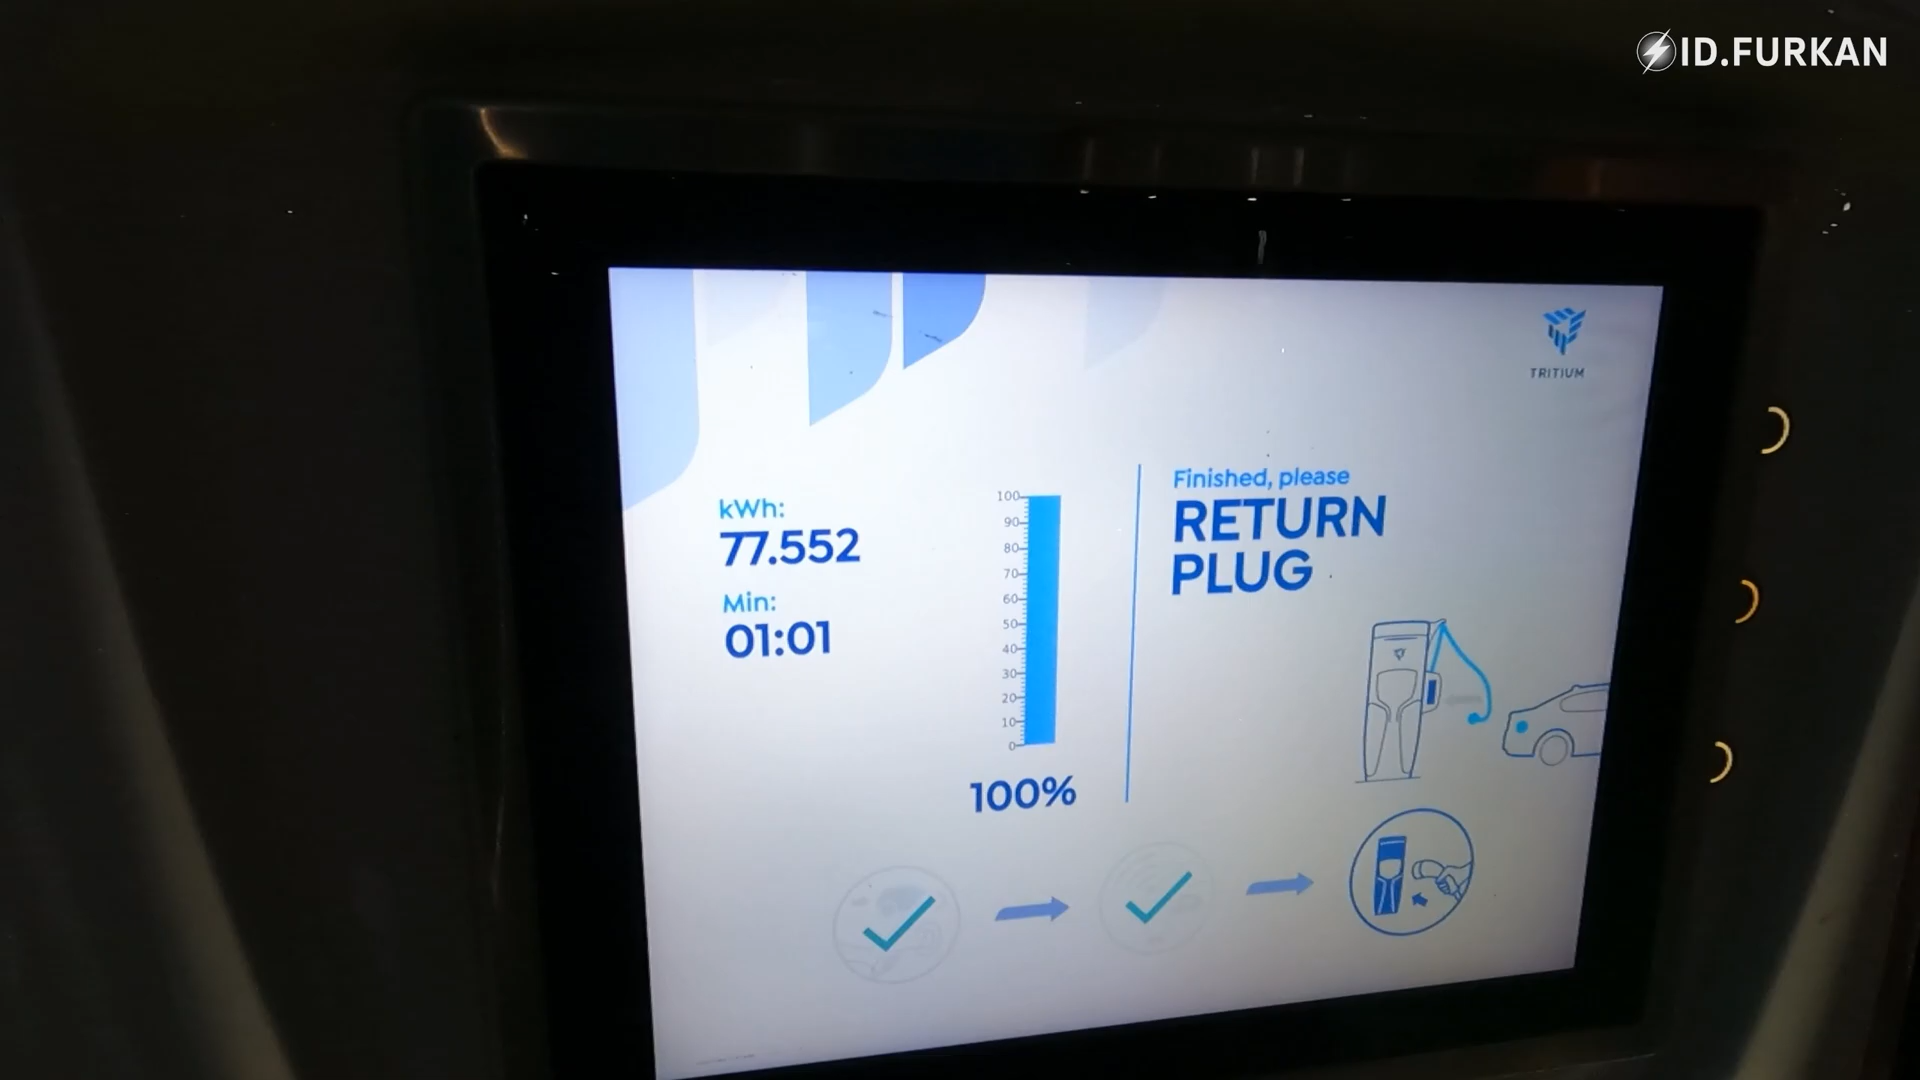 ID.FURKAN
TRITIUM
kWh:
77.552
Min:
01:01
100
90
80
70
60
50
40
30
20
10
0
100%
Finished, please
RETURN
PLUG